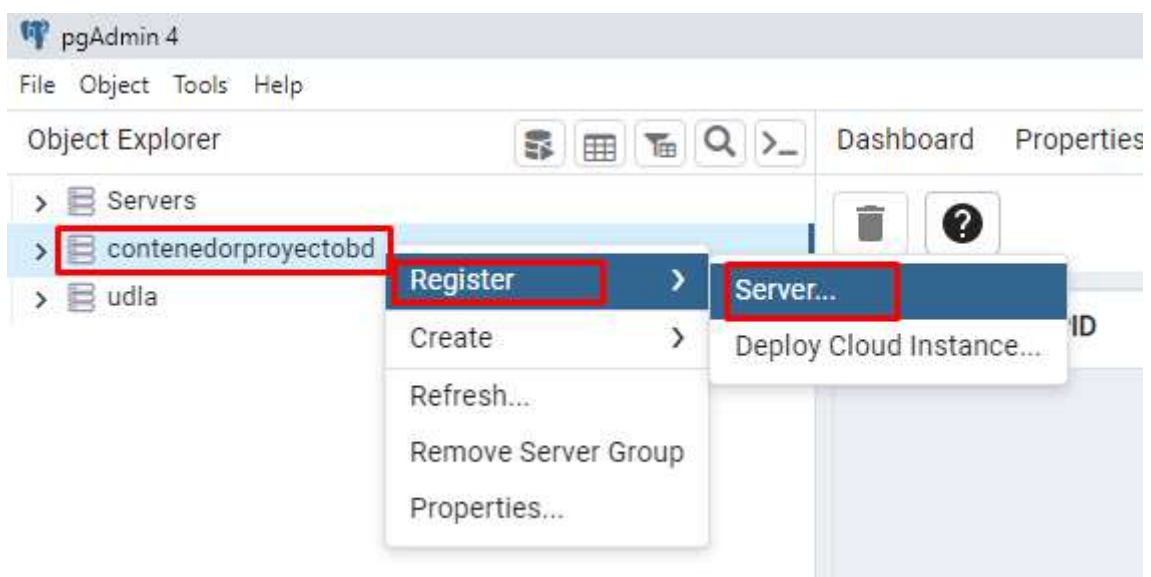 pgAdmin 4
File Object Tools Help
Object Explorer
Dashboard Properties
Servers
contenedorproyectobd
udla
Register
Create
Refresh...
Remove Server Group
Properties...
Server...
Deploy Cloud Instance...